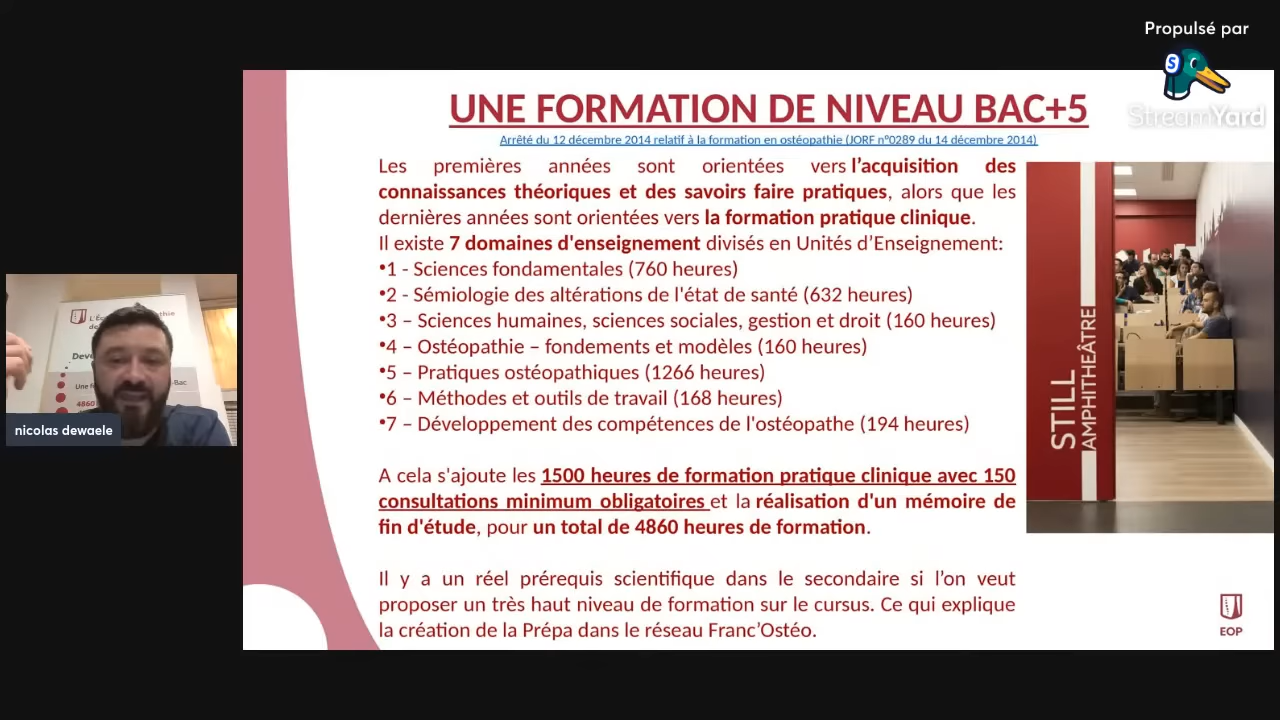 Propulsé par
S
StreamYard
UNE FORMATION DE NIVEAU BAC+5
Arrêté du 12 décembre 2014 relatif à la formation en ostéopathie (JORF n°0289 du 14 décembre 2014)
Les premières années sont orientées vers l'acquisition des
connaissances théoriques et des savoirs faire pratiques, alors que les
dernières années sont orientées vers la formation pratique clinique.
Il existe 7 domaines d'enseignement divisés en Unités d'Enseignement:
•1 - Sciences fondamentales (760 heures)
•2 - Sémiologie des altérations de l'état de santé (632 heures)
•3 – Sciences humaines, sciences sociales, gestion et droit (160 heures)
•4 – Ostéopathie – fondements et modèles (160 heures)
•5 – Pratiques ostéopathiques (1266 heures)
•6 – Méthodes et outils de travail (168 heures)
•7 – Développement des compétences de l'ostéopathe (194 heures)
A cela s'ajoute les 1500 heures de formation pratique clinique avec 150
consultations minimum obligatoires et la réalisation d'un mémoire de
fin d'étude, pour un total de 4860 heures de formation.
Il y a un réel prérequis scientifique dans le secondaire si l'on veut
proposer un très haut niveau de formation sur le cursus. Ce qui explique
la création de la Prépa dans le réseau Franc'Ostéo.
STILL
AMPHITHÉÂTRE
EOP
Une
-Bac
4860
nicolas dewaele